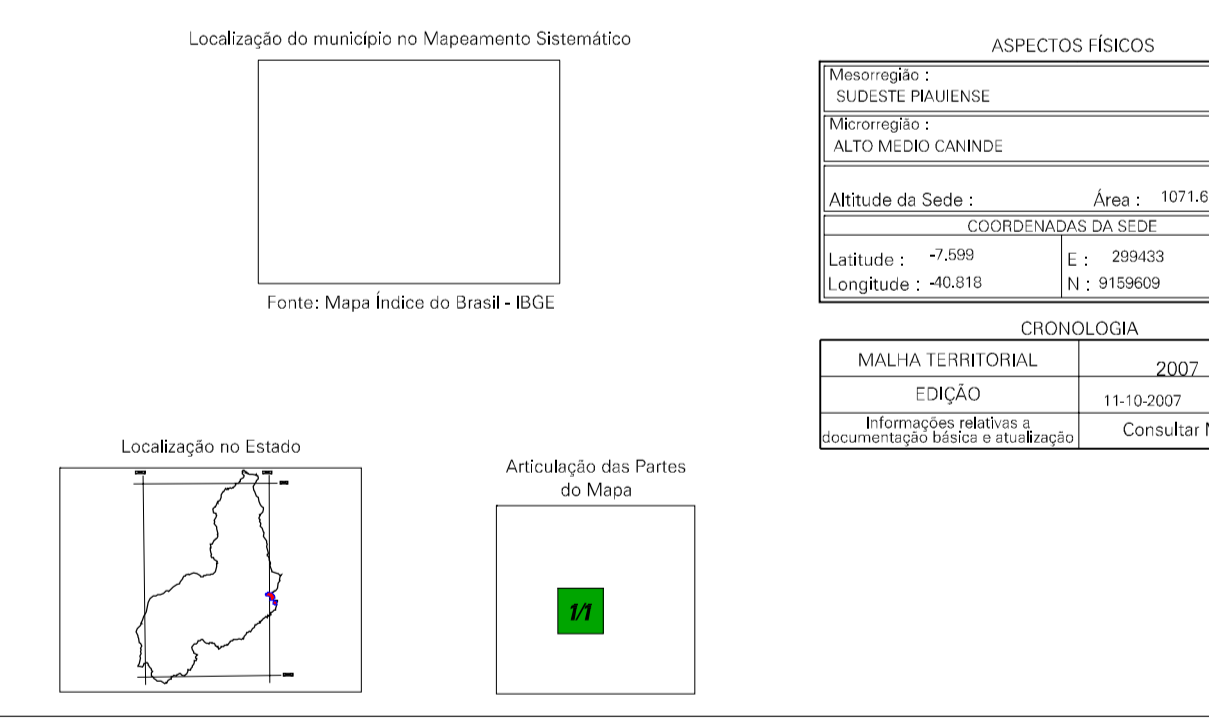 Localização do município no Mapeamento Sistemático
Fonte: Mapa Índice do Brasil - IBGE
Localização no Estado
Articulação das Partes
do Mapa
1/1
ASPECTOS FÍSICOS
Mesorregião :
SUDESTE PIAUIENSE
Microrregião :
ALTO MEDIO CANINDE
Altitude da Sede : Área : 1071.6
COORDENADAS DA SEDE
Latitude : -7.599 E : 299433
Longitude : -40.818 N : 9159609
CRONOLOGIA
MALHA TERRITORIAL 2007
EDIÇÃO 11-10-2007
Informações relativas a
documentação básica e atualização Consultar